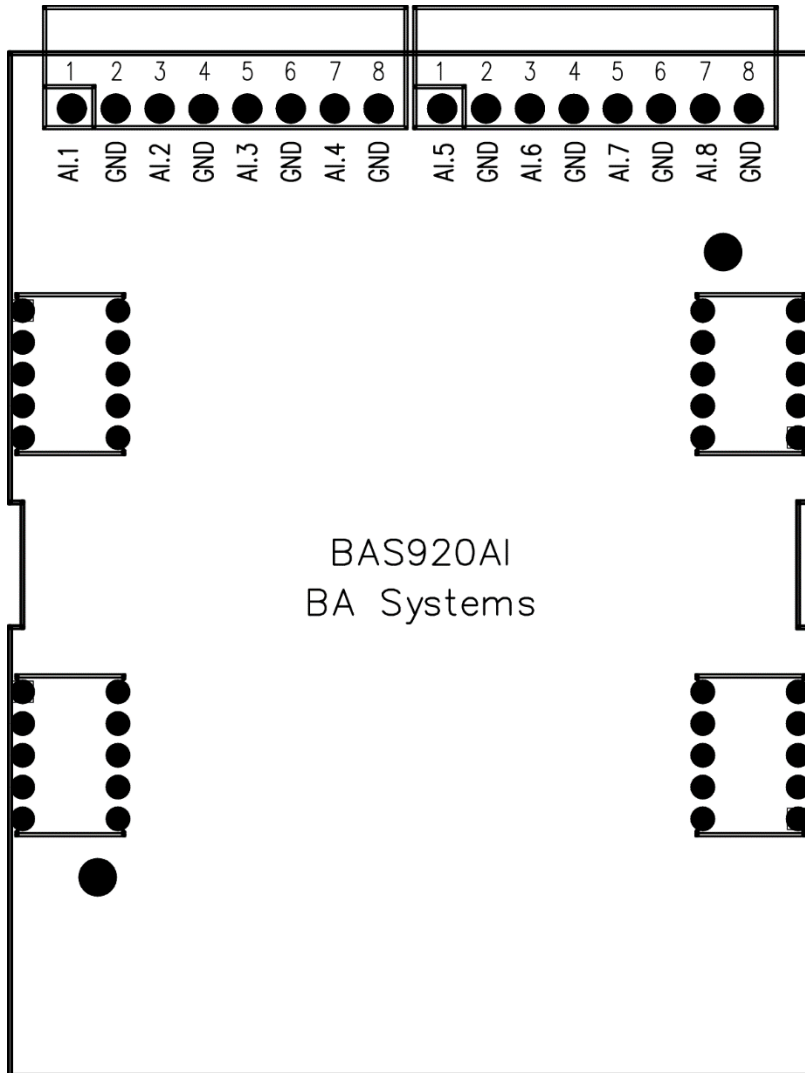 1 2 3 4 5 6 7 8 1 2 3 4 5 6 7 8
AI.1 GND AI.2 GND AI.3 GND AI.4 GND AI.5 GND AI.6 GND AI.7 GND AI.8 GND
BAS920AI
BA Systems